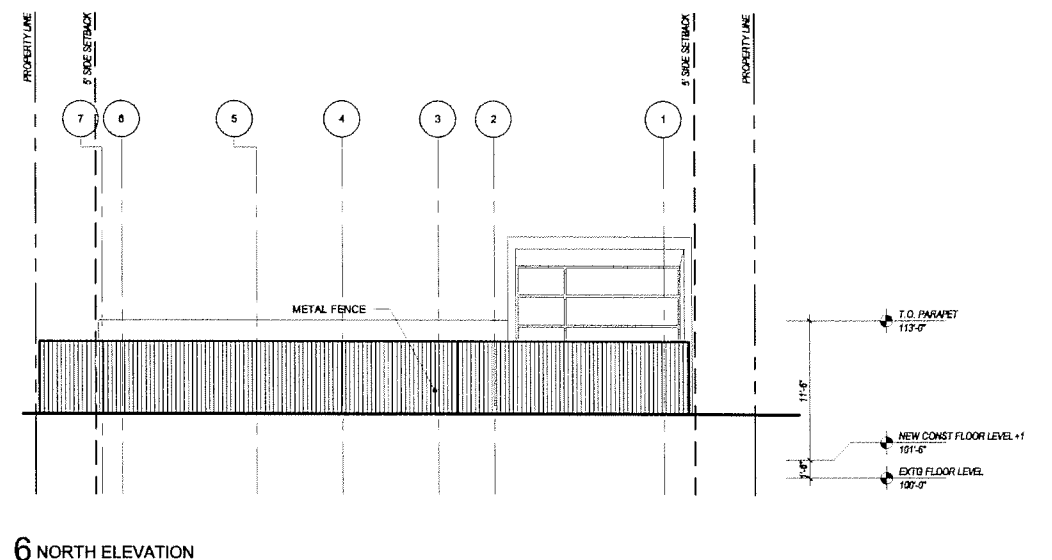 PROPERTY LINE
5' SIDE SETBACK
5' SIDE SETBACK
PROPERTY LINE
7
6
5
4
3
2
1
METAL FENCE
T.O. PARAPET
113'-0"
11'-6"
NEW CONST FLOOR LEVEL +1
101'-6"
1'-6"
EXTG FLOOR LEVEL
100'-0"
6 NORTH ELEVATION